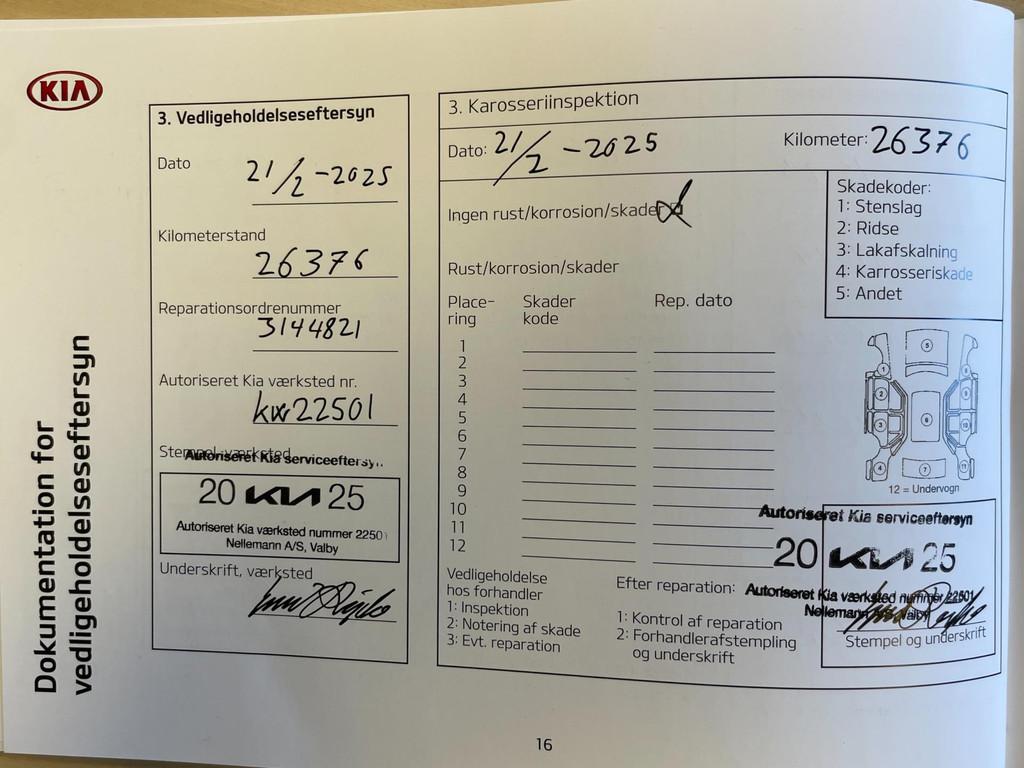 KIA
Dokumentation for
vedligeholdelseseftersyn
3. Vedligeholdelseseftersyn
Dato
21/2-2025
Kilometerstand
26376
Reparationsordrenummer
3144821
Autoriseret Kia værksted nr.
kw22501
Stempel, værksted
Autoriseret Kia serviceeftersyn
20 KIA 25
Autoriseret Kia værksted nummer 2250
Nellemann A/S, Valby
Underskrift, værksted
3. Karosseriinspektion
Dato: 21/2-2025
Kilometer: 26376
Ingen rust/korrosion/skader
Skadekoder:
1: Stenslag
2: Ridse
3: Lakafskalning
4: Karrosseriskade
5: Andet
Rust/korrosion/skader
Place-
ring
Skader
kode
Rep. dato
1
2
3
4
5
6
7
8
9
10
11
12
12 = Undervogn
Vedligeholdelse
hos forhandler
1: Inspektion
2: Notering af skade
3: Evt. reparation
Efter reparation:
1: Kontrol af reparation
2: Forhandlerafstempling
og underskrift
Autoriseret Kia serviceeftersyn
20 KIA 25
Autoriseret Kia værksted nummer 22501
Nellemann A/S, Valby
Stempel og underskrift
16